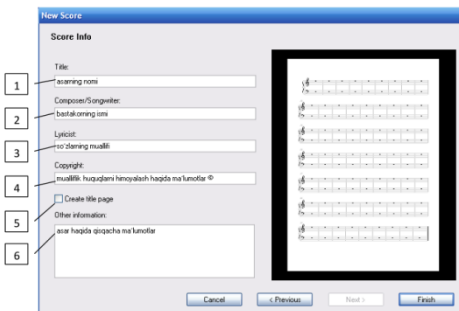 New Score
Score Info
Title:
1
asarning nomi
Composer/Songwriter:
2
bastakorning ismi
Lyricist:
3
so'zlarning muallifi
Copyright:
4
mualliflik huquqlarni himoyalash haqida ma'lumotlar ©
5
Create title page
Other information:
6
asar haqida qisqacha ma'lumotlar
Cancel
< Previous
Next >
Finish